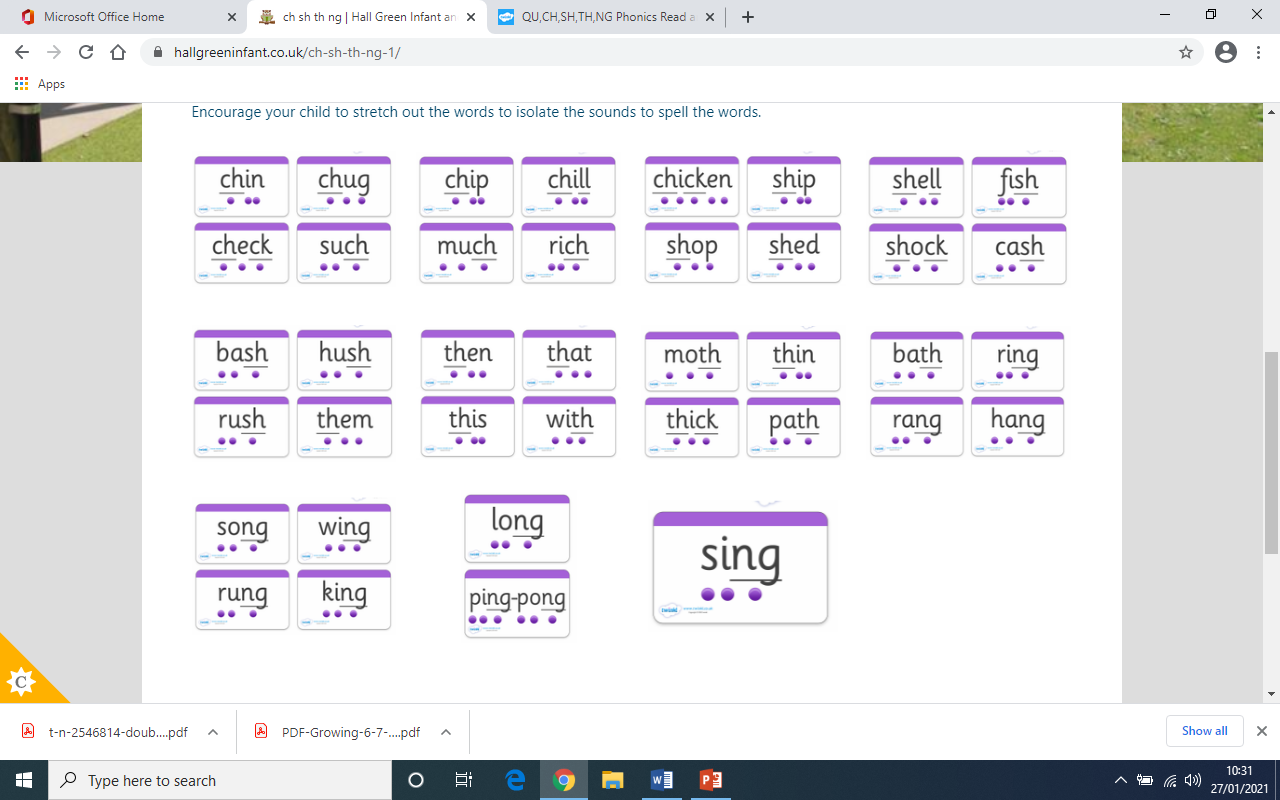 Microsoft Office Home
ch sh th ng | Hall Green Infant an
QU,CH,SH,TH,NG Phonics Read a
hallgreeninfant.co.uk/ch-sh-th-ng-1/
Apps
Encourage your child to stretch out the words to isolate the sounds to spell the words.
chin chug chip chill chicken ship shell fish
check such much rich shop shed shock cash
bash hush then that moth thin bath ring
rush them this with thick path rang hang
song wing long sing
rung king ping-pong
C
t-n-2546814-doub....pdf
PDF-Growing-6-7-....pdf
Show all
Type here to search
10:31
27/01/2021